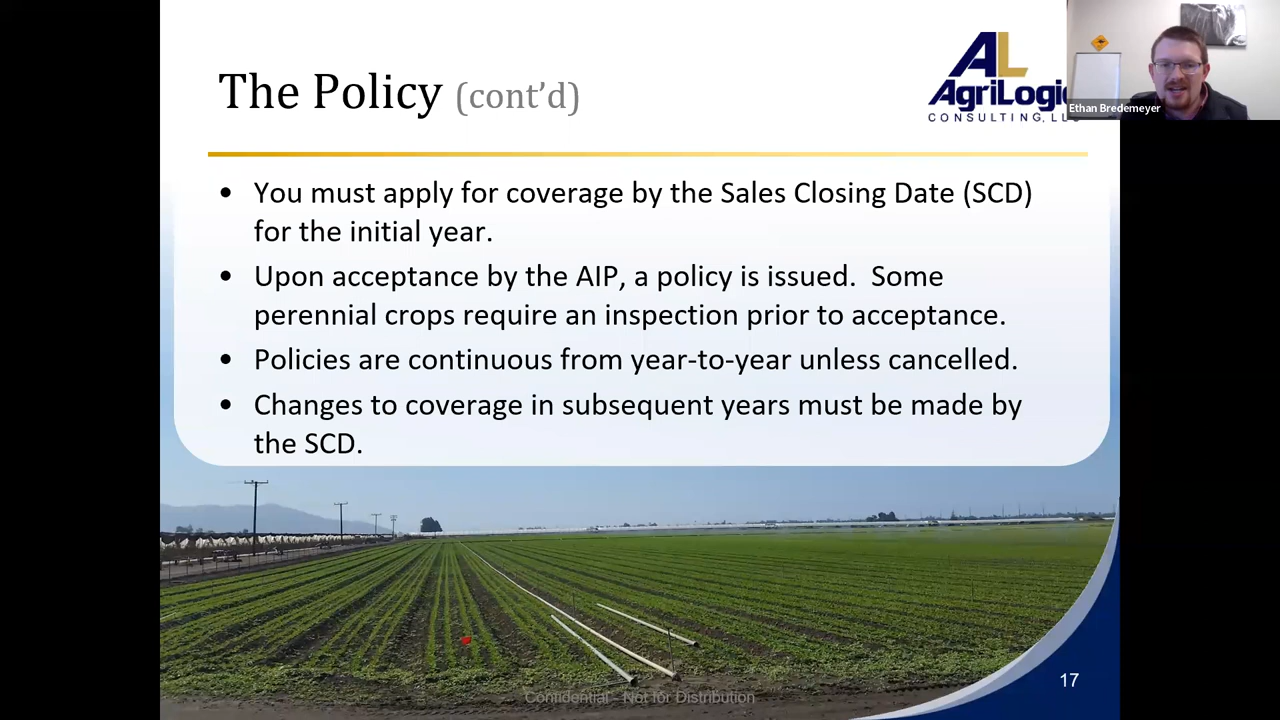 The Policy (cont’d)
AL
AgriLogic
CONSULTING, LL
Ethan Bredemeyer
• You must apply for coverage by the Sales Closing Date (SCD)
for the initial year.
• Upon acceptance by the AIP, a policy is issued.  Some
perennial crops require an inspection prior to acceptance.
• Policies are continuous from year-to-year unless cancelled.
• Changes to coverage in subsequent years must be made by
the SCD.
Confidential - Not for Distribution
17